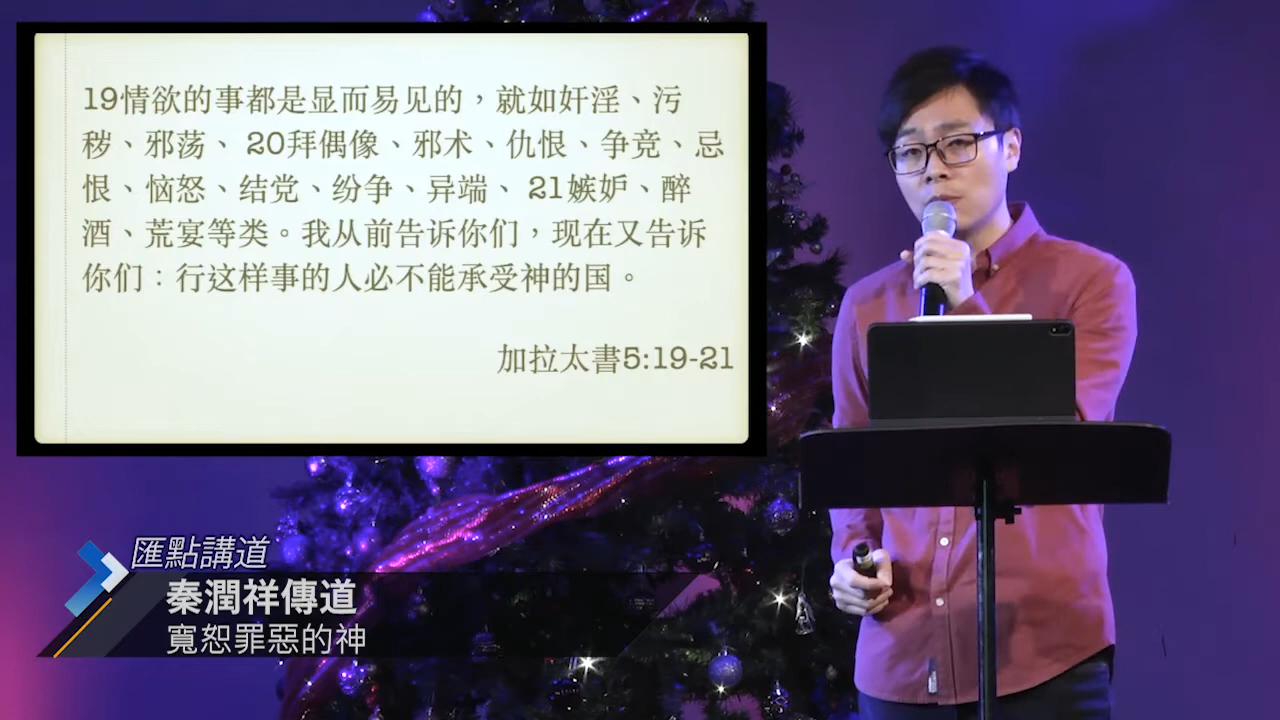 19情欲的事都是显而易见的，就如奸淫、污
秽、邪荡、 20拜偶像、邪术、仇恨、争竞、忌
恨、恼怒、结党、纷争、异端、 21嫉妒、醉
酒、荒宴等类。我从前告诉你们，现在又告诉
你们：行这样事的人必不能承受神的国。
加拉太書5:19-21
匯點講道
秦潤祥傳道
寬恕罪惡的神